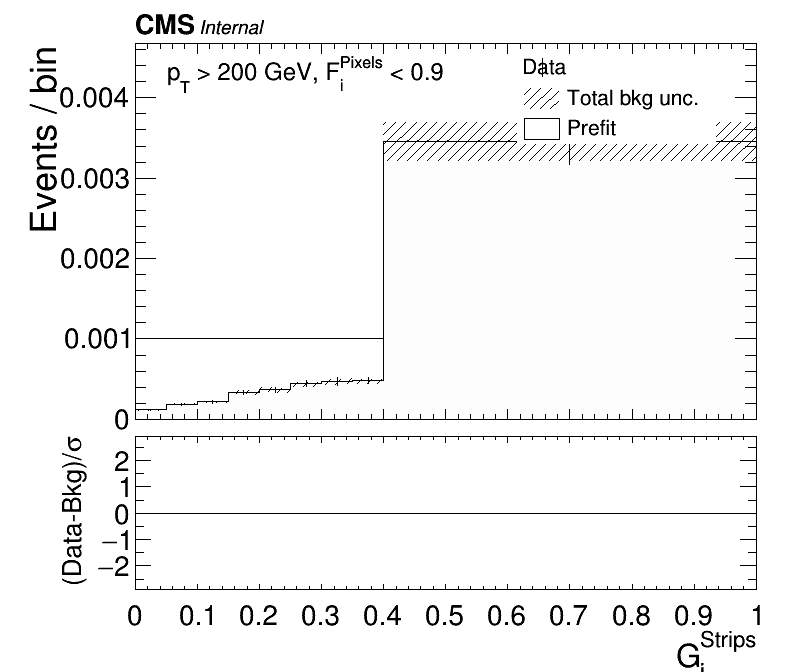 CMS Internal
p_T > 200 GeV, F_i^Pixels < 0.9
Data
Total bkg unc.
Prefit
Events / bin
0.004
0.003
0.002
0.001
0
(Data-Bkg)/σ
2
1
0
−1
−2
0 0.1 0.2 0.3 0.4 0.5 0.6 0.7 0.8 0.9 1
G_i^Strips